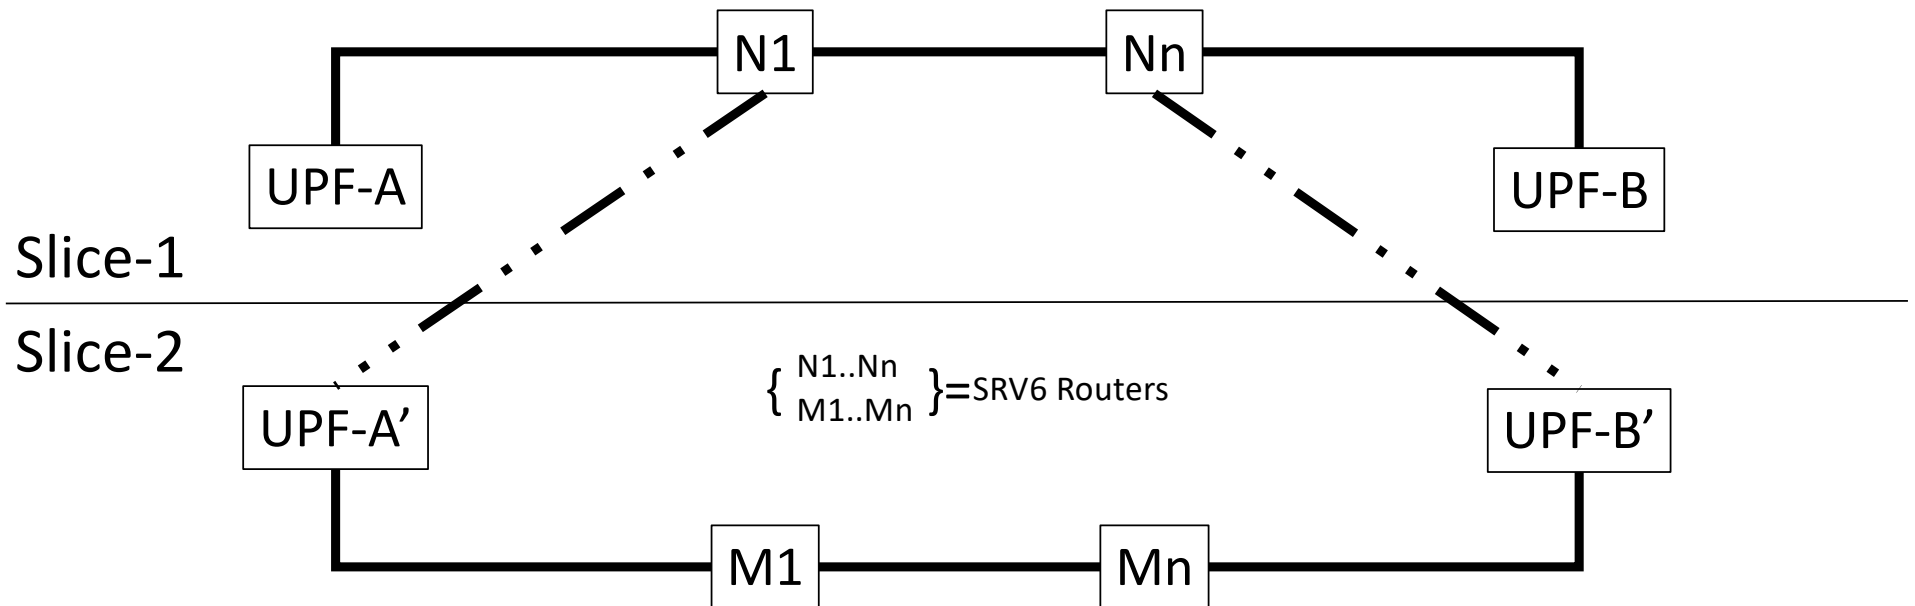 N1
Nn
UPF-A
UPF-B
Slice-1
Slice-2
{ N1..Nn
M1..Mn } =SRV6 Routers
UPF-A’
UPF-B’
M1
Mn